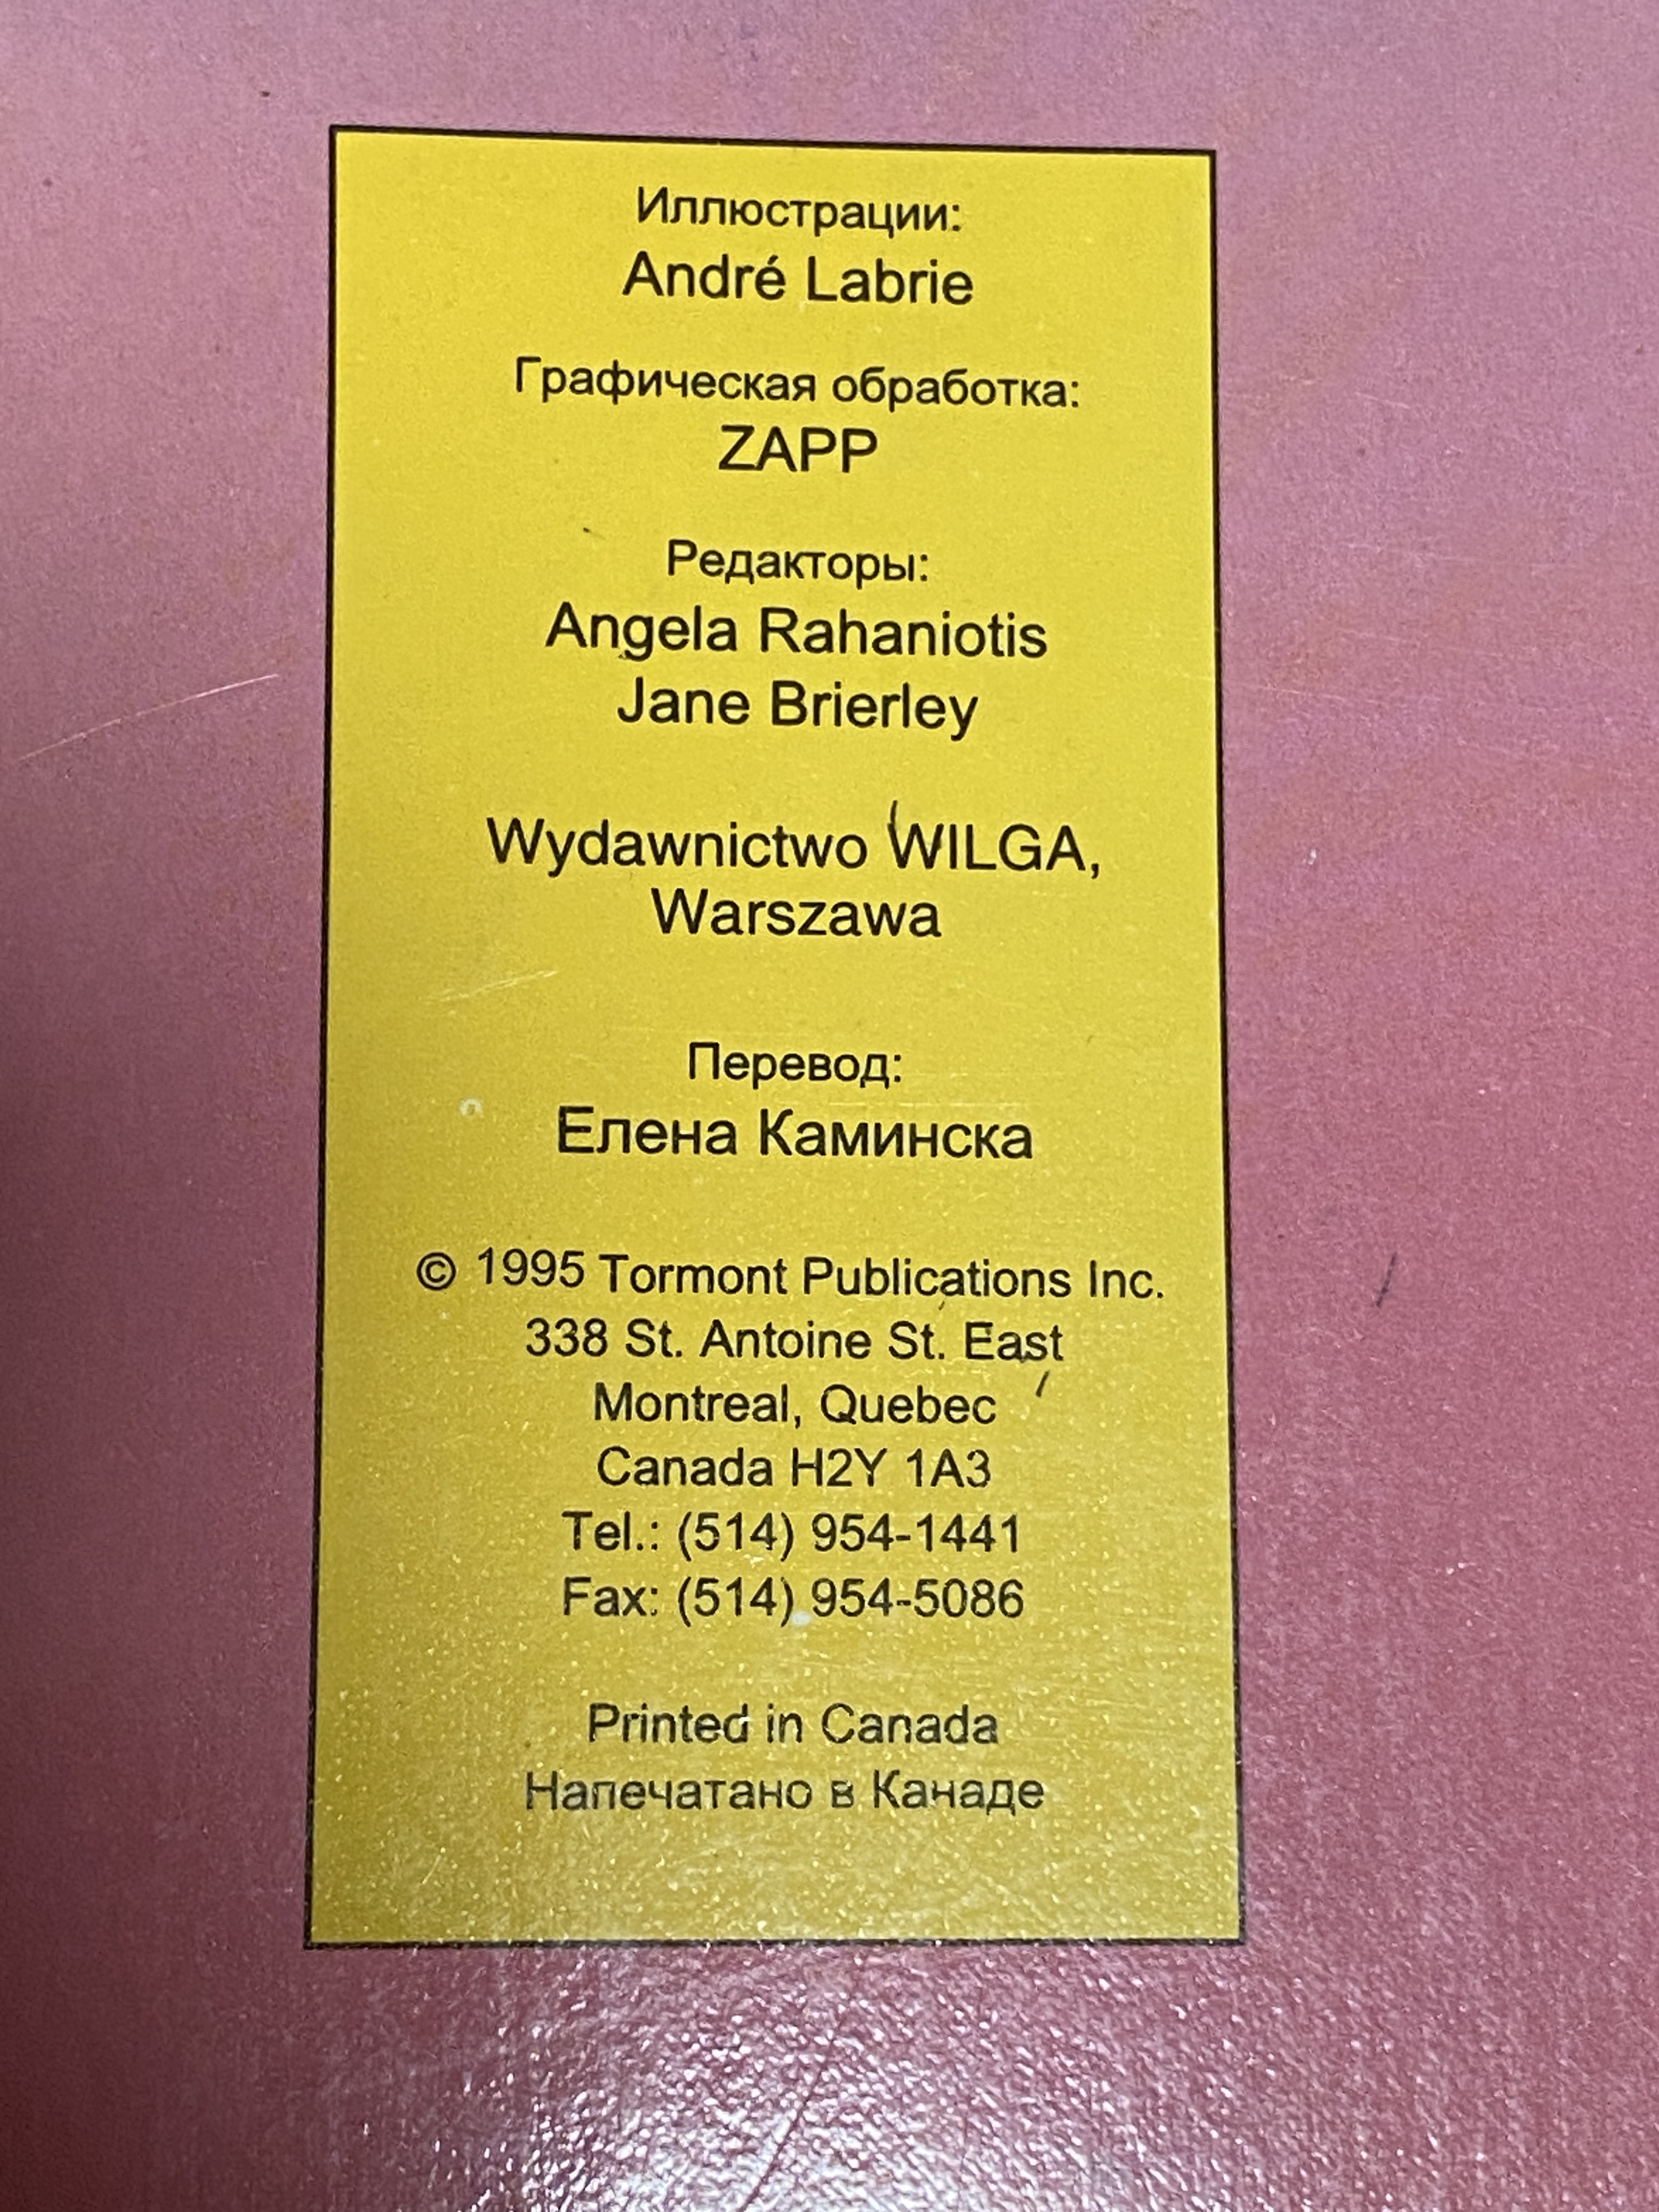 Иллюстрации:
André Labrie
Графическая обработка:
ZAPP
Редакторы:
Angela Rahaniotis
Jane Brierley
Wydawnictwo WILGA,
Warszawa
Перевод:
Елена Каминска
© 1995 Tormont Publications Inc.
338 St. Antoine St. East
Montreal, Quebec
Canada H2Y 1A3
Tel.: (514) 954-1441
Fax: (514) 954-5086
Printed in Canada
Напечатано в Канаде